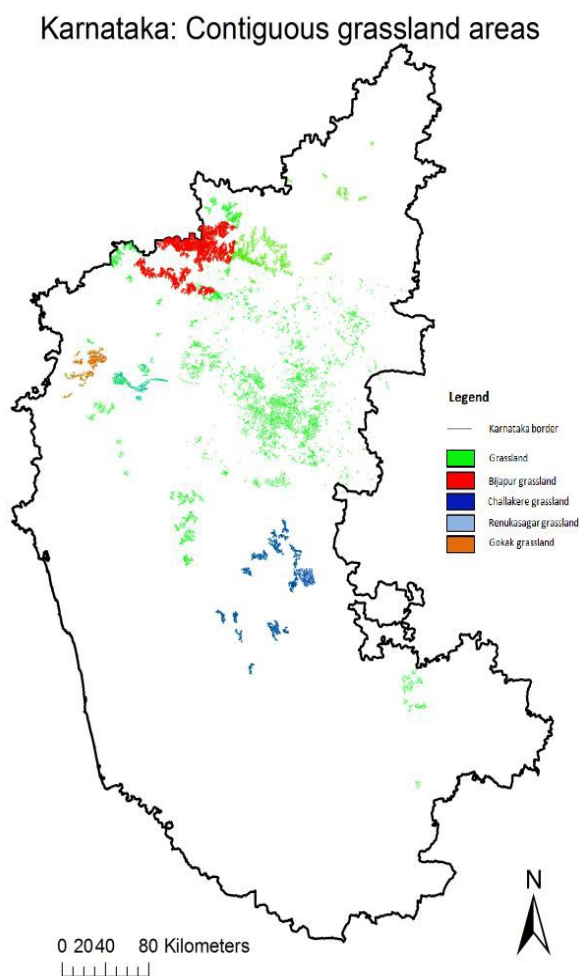 Karnataka: Contiguous grassland areas
Legend
Karnataka border
Grassland
Bijapur grassland
Challakere grassland
Renukasagar grassland
Gokak grassland
N
0 2040 80 Kilometers